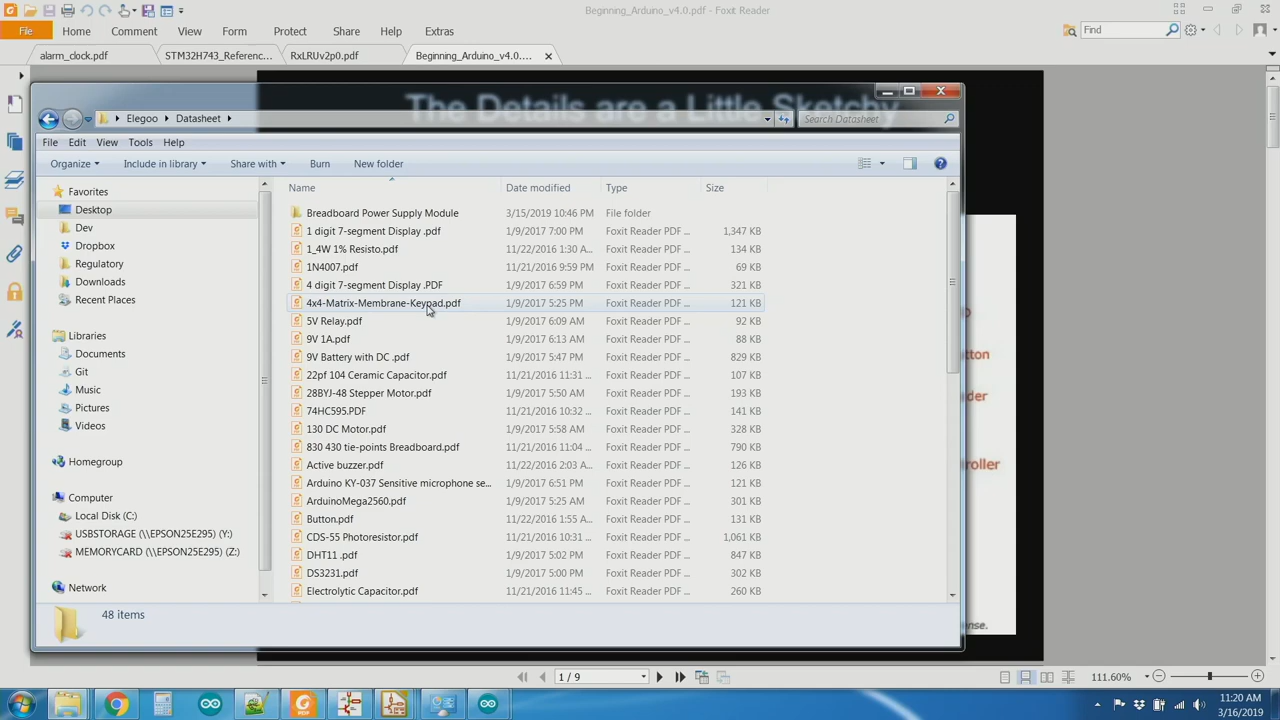 Beginning_Arduino_v4.0.pdf - Foxit Reader
File
Home
Comment
View
Form
Protect
Share
Help
Extras
Find
alarm_clock.pdf
STM32H743_Referenc...
RxLRUv2p0.pdf
Beginning_Arduino_v4.0....
The Details are a Little Sketchy
Elegoo
Datasheet
Search Datasheet
File
Edit
View
Tools
Help
Organize
Include in library
Share with
Burn
New folder
Favorites
Desktop
Dev
Dropbox
Regulatory
Downloads
Recent Places
Libraries
Documents
Git
Music
Pictures
Videos
Homegroup
Computer
Local Disk (C:)
USBSTORAGE (\\EPSON25E295) (Y:)
MEMORYCARD (\\EPSON25E295) (Z:)
Network
Name Date modified Type Size
Breadboard Power Supply Module 3/15/2019 10:46 PM File folder
1 digit 7-segment Display .pdf 1/9/2017 7:00 PM Foxit Reader PDF ... 1,347 KB
1_4W 1% Resisto.pdf 11/22/2016 1:30 A... Foxit Reader PDF ... 134 KB
1N4007.pdf 11/21/2016 9:59 PM Foxit Reader PDF ... 69 KB
4 digit 7-segment Display .PDF 1/9/2017 6:59 PM Foxit Reader PDF ... 321 KB
4x4-Matrix-Membrane-Keypad.pdf 1/9/2017 5:25 PM Foxit Reader PDF ... 121 KB
5V Relay.pdf 1/9/2017 6:09 AM Foxit Reader PDF ... 92 KB
9V 1A.pdf 1/9/2017 6:13 AM Foxit Reader PDF ... 88 KB
9V Battery with DC .pdf 1/9/2017 5:47 PM Foxit Reader PDF ... 829 KB
22pf 104 Ceramic Capacitor.pdf 11/21/2016 11:31 ... Foxit Reader PDF ... 107 KB
28BYJ-48 Stepper Motor.pdf 1/9/2017 5:50 AM Foxit Reader PDF ... 193 KB
74HC595.PDF 11/21/2016 10:32 ... Foxit Reader PDF ... 141 KB
130 DC Motor.pdf 1/9/2017 5:58 AM Foxit Reader PDF ... 328 KB
830 430 tie-points Breadboard.pdf 11/21/2016 11:04 ... Foxit Reader PDF ... 790 KB
Active buzzer.pdf 11/22/2016 2:03 A... Foxit Reader PDF ... 126 KB
Arduino KY-037 Sensitive microphone se... 1/9/2017 6:51 PM Foxit Reader PDF ... 121 KB
ArduinoMega2560.pdf 1/9/2017 5:25 AM Foxit Reader PDF ... 301 KB
Button.pdf 11/22/2016 1:55 A... Foxit Reader PDF ... 131 KB
CDS-55 Photoresistor.pdf 11/21/2016 10:31 ... Foxit Reader PDF ... 1,061 KB
DHT11 .pdf 1/9/2017 5:02 PM Foxit Reader PDF ... 847 KB
DS3231.pdf 1/9/2017 5:00 PM Foxit Reader PDF ... 302 KB
Electrolytic Capacitor.pdf 11/21/2016 11:45 ... Foxit Reader PDF ... 260 KB
48 items
1 / 9
111.60%
11:20 AM
3/16/2019